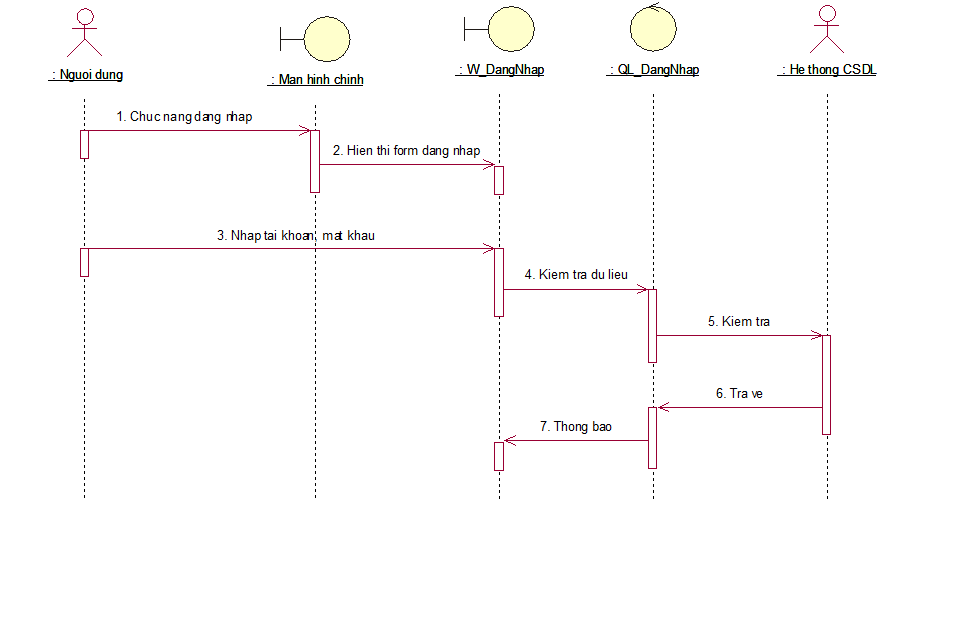 : Nguoi dung
: Man hinh chinh
: W_DangNhap
: QL_DangNhap
: He thong CSDL
1. Chuc nang dang nhap
2. Hien thi form dang nhap
3. Nhap tai khoan, mat khau
4. Kiem tra du lieu
5. Kiem tra
6. Tra ve
7. Thong bao